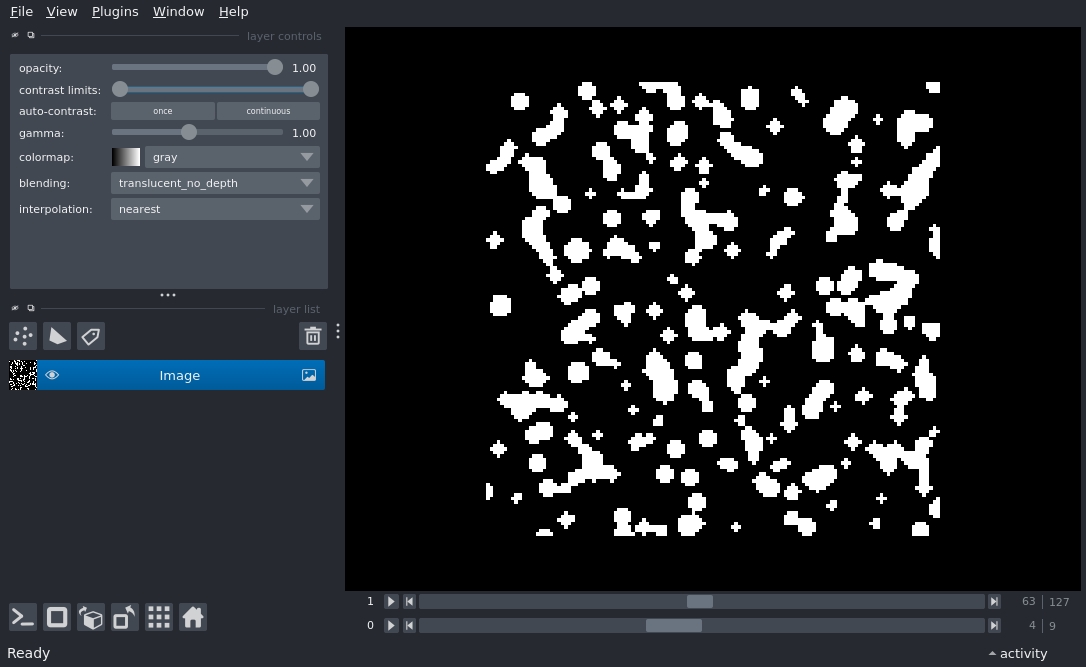 File View Plugins Window Help
layer controls
opacity: 1.00
contrast limits:
auto-contrast: once continuous
gamma: 1.00
colormap: gray
blending: translucent_no_depth
interpolation: nearest
layer list
Image
1 63 127
0 4 9
Ready activity